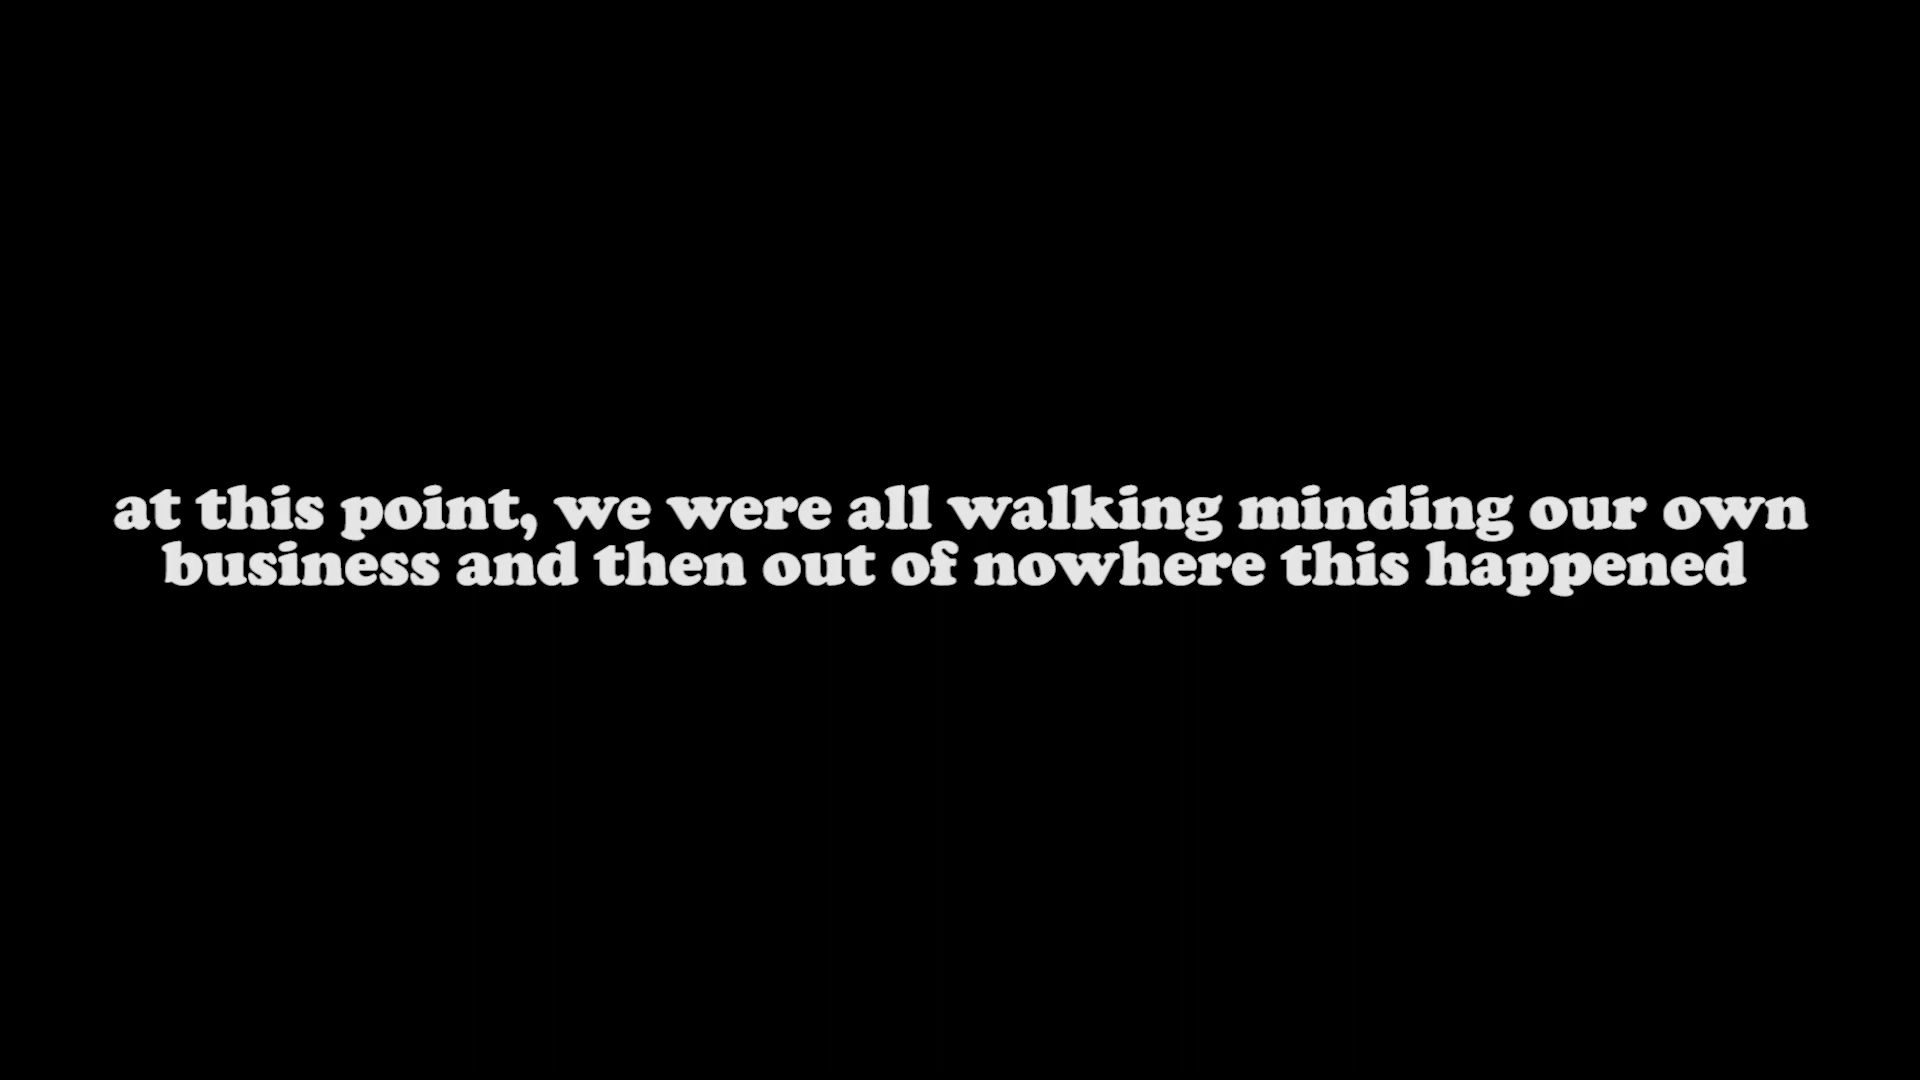 at this point, we were all walking minding our own
business and then out of nowhere this happened